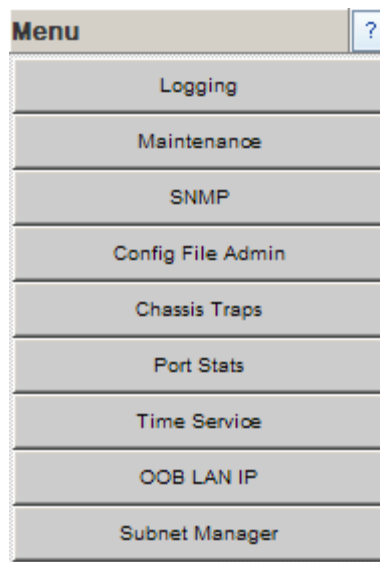 Menu ?
Logging
Maintenance
SNMP
Config File Admin
Chassis Traps
Port Stats
Time Service
OOB LAN IP
Subnet Manager